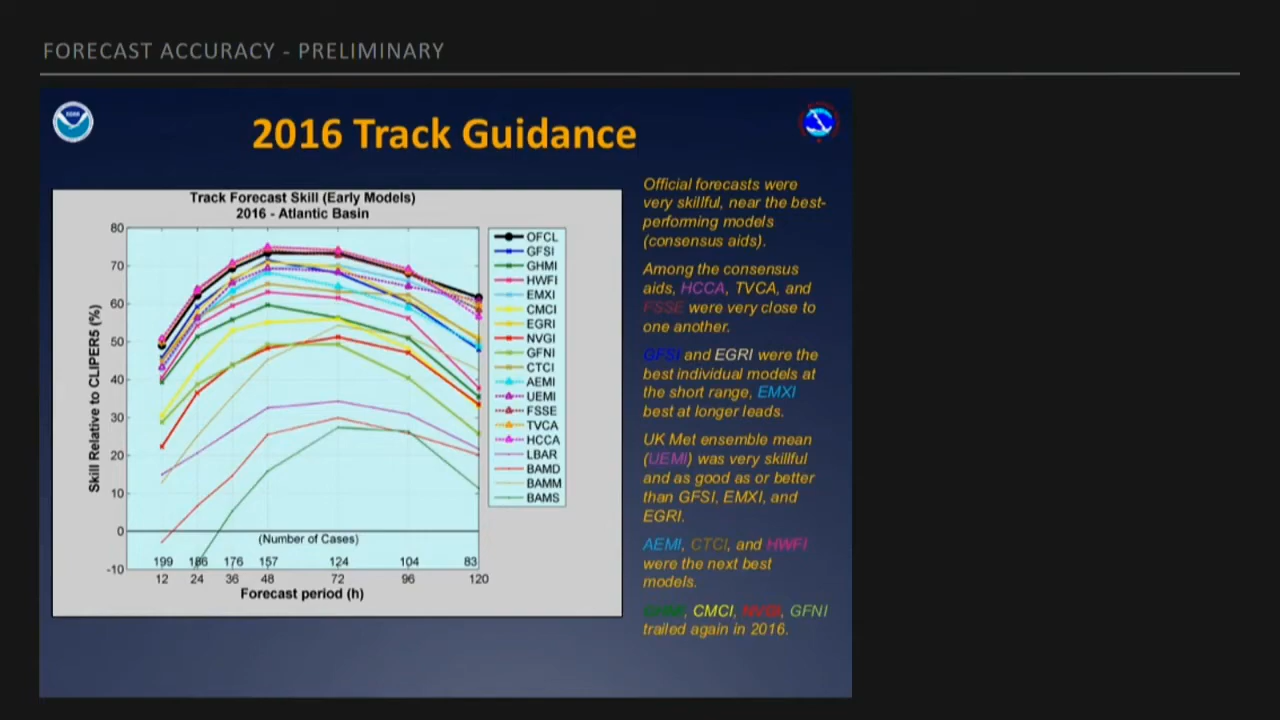 FORECAST ACCURACY - PRELIMINARY
2016 Track Guidance
Track Forecast Skill (Early Models)
2016 - Atlantic Basin
Skill Relative to CLIPER5 (%)
80
70
60
50
40
30
20
10
0
-10
(Number of Cases)
199 186 176 157 124 104 83
12 24 36 48 72 96 120
Forecast period (h)
OFCL
GFSI
GHMI
HWFI
EMXI
CMCI
EGRI
NVGI
GFNI
CTCI
AEMI
UEMI
FSSE
TVCA
HCCA
LBAR
BAMD
BAMM
BAMS
Official forecasts were
very skillful, near the best-
performing models
(consensus aids).
Among the consensus
aids, HCCA, TVCA, and
FSSE were very close to
one another.
GFSI and EGRI were the
best individual models at
the short range, EMXI
best at longer leads.
UK Met ensemble mean
(UEMI) was very skillful
and as good as or better
than GFSI, EMXI, and
EGRI.
AEMI, CTCI, and HWFI
were the next best
models.
GHMI, CMCI, NVGI, GFNI
trailed again in 2016.